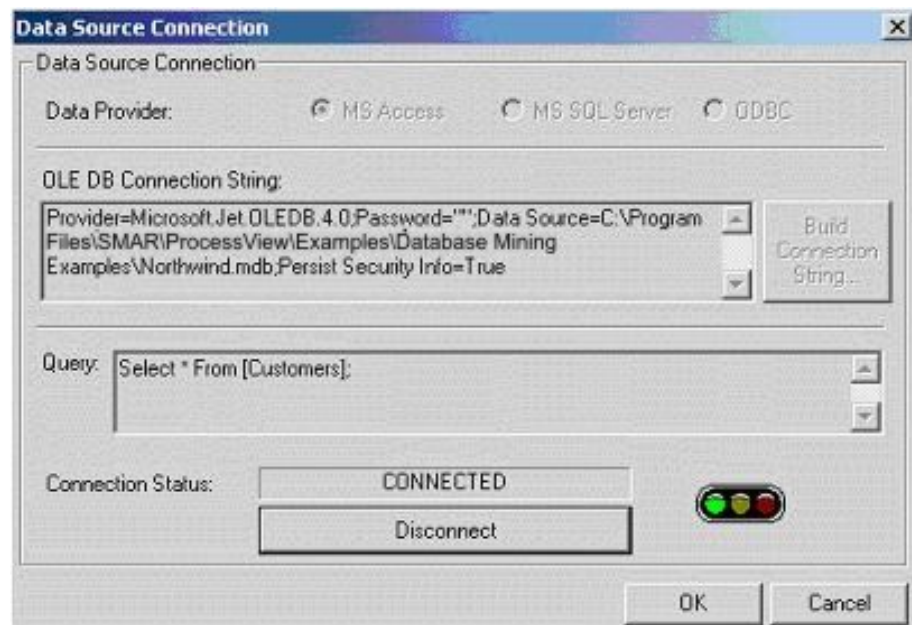 Data Source Connection
Data Source Connection
Data Provider: MS Access MS SQL Server ODBC
OLE DB Connection String:
Provider=Microsoft.Jet.OLEDB.4.0;Password="";Data Source=C:\Program
Files\SMAR\ProcessView\Examples\Database Mining
Examples\Northwind.mdb;Persist Security Info=True
Build
Connection
String...
Query: Select * From [Customers];
Connection Status: CONNECTED
Disconnect
OK Cancel